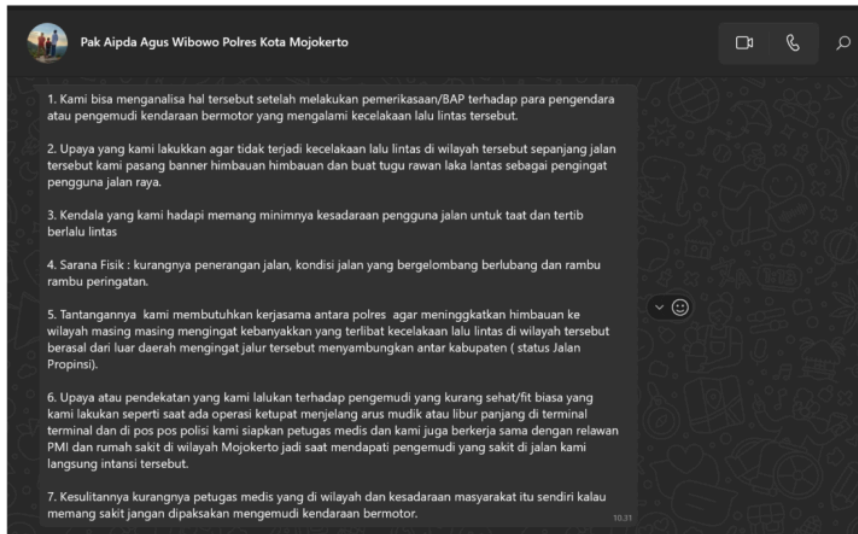 Pak Aipda Agus Wibowo Polres Kota Mojokerto
1. Kami bisa menganalisa hal tersebut setelah melakukan pemerikasaan/BAP terhadap para pengendara
atau pengemudi kendaraan bermotor yang mengalami kecelakaan lalu lintas tersebut.
2. Upaya yang kami lakukkan agar tidak terjadi kecelakaan lalu lintas di wilayah tersebut sepanjang jalan
tersebut kami pasang banner himbauan himbauan dan buat tugu rawan laka lantas sebagai pengingat
pengguna jalan raya.
3. Kendala yang kami hadapi memang minimnya kesadaraan pengguna jalan untuk taat dan tertib
berlalu lintas
4. Sarana Fisik : kurangnya penerangan jalan, kondisi jalan yang bergelombang berlubang dan rambu
rambu peringatan.
5. Tantangannya kami membutuhkan kerjasama antara polres agar meninggkatkan himbauan ke
wilayah masing masing mengingat kebanyakkan yang terlibat kecelakaan lalu lintas di wilayah tersebut
berasal dari luar daerah mengingat jalur tersebut menyambungkan antar kabupaten ( status Jalan
Propinsi).
6. Upaya atau pendekatan yang kami lalukan terhadap pengemudi yang kurang sehat/fit biasa yang
kami lakukan seperti saat ada operasi ketupat menjelang arus mudik atau libur panjang di terminal
terminal dan di pos pos polisi kami siapkan petugas medis dan kami juga berkerja sama dengan relawan
PMI dan rumah sakit di wilayah Mojokerto jadi saat mendapati pengemudi yang sakit di jalan kami
langsung intansi tersebut.
7. Kesulitannya kurangnya petugas medis yang di wilayah dan kesadaraan masyarakat itu sendiri kalau
memang sakit jangan dipaksakan mengemudi kendaraan bermotor.
10.31